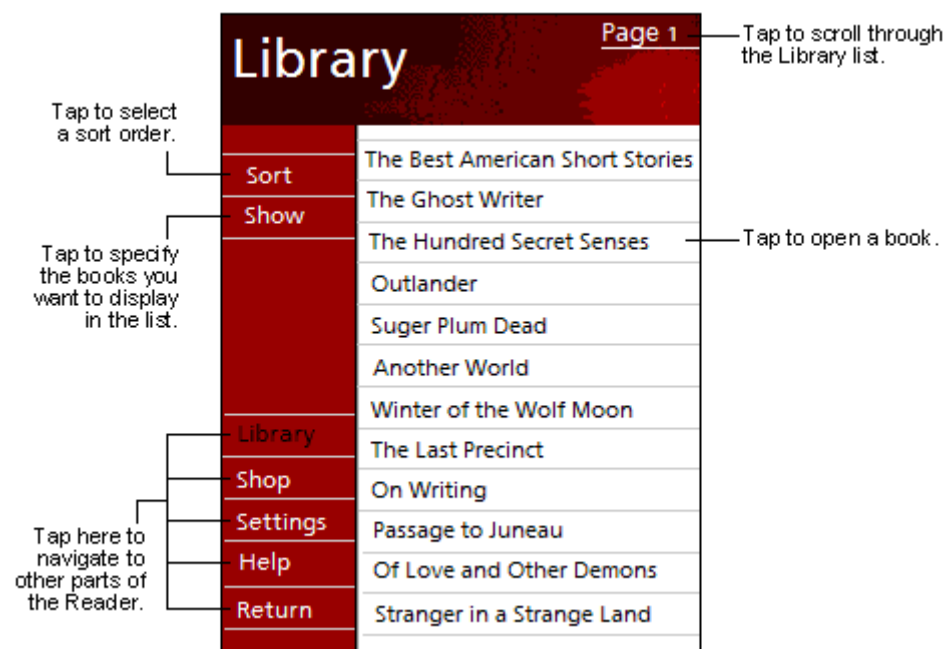 Library
Page 1
Tap to scroll through
the Library list.
Tap to select
a sort order.
Sort
Show
Tap to specify
the books you
want to display
in the list.
The Best American Short Stories
The Ghost Writer
The Hundred Secret Senses
Tap to open a book.
Outlander
Suger Plum Dead
Another World
Winter of the Wolf Moon
The Last Precinct
On Writing
Passage to Juneau
Of Love and Other Demons
Stranger in a Strange Land
Library
Shop
Settings
Help
Return
Tap here to
navigate to
other parts of
the Reader.